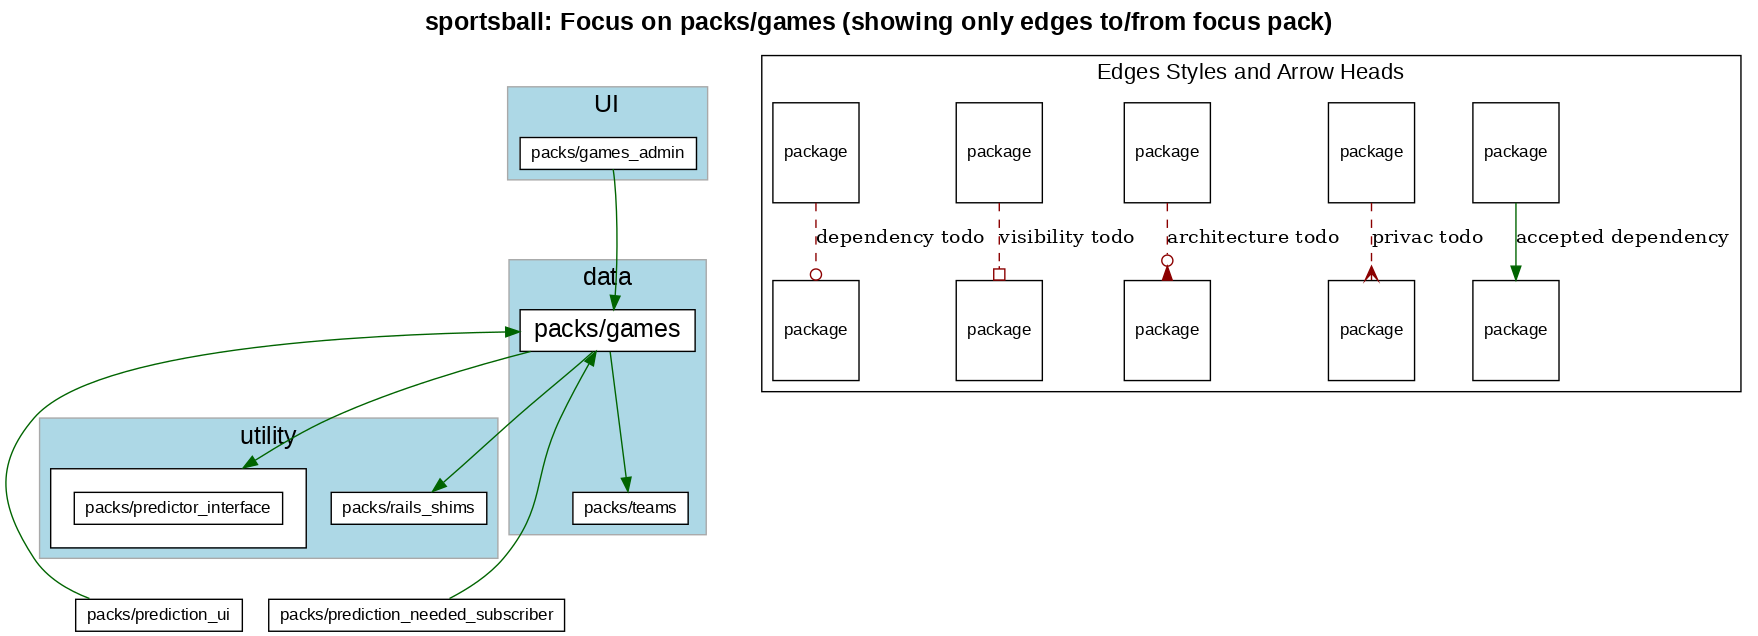 sportsball: Focus on packs/games (showing only edges to/from focus pack)
UI
packs/games_admin
data
packs/games
utility
packs/predictor_interface
packs/rails_shims
packs/teams
packs/prediction_ui
packs/prediction_needed_subscriber
Edges Styles and Arrow Heads
package
package
package
package
package
dependency todo
visibility todo
architecture todo
privac todo
accepted dependency
package
package
package
package
package